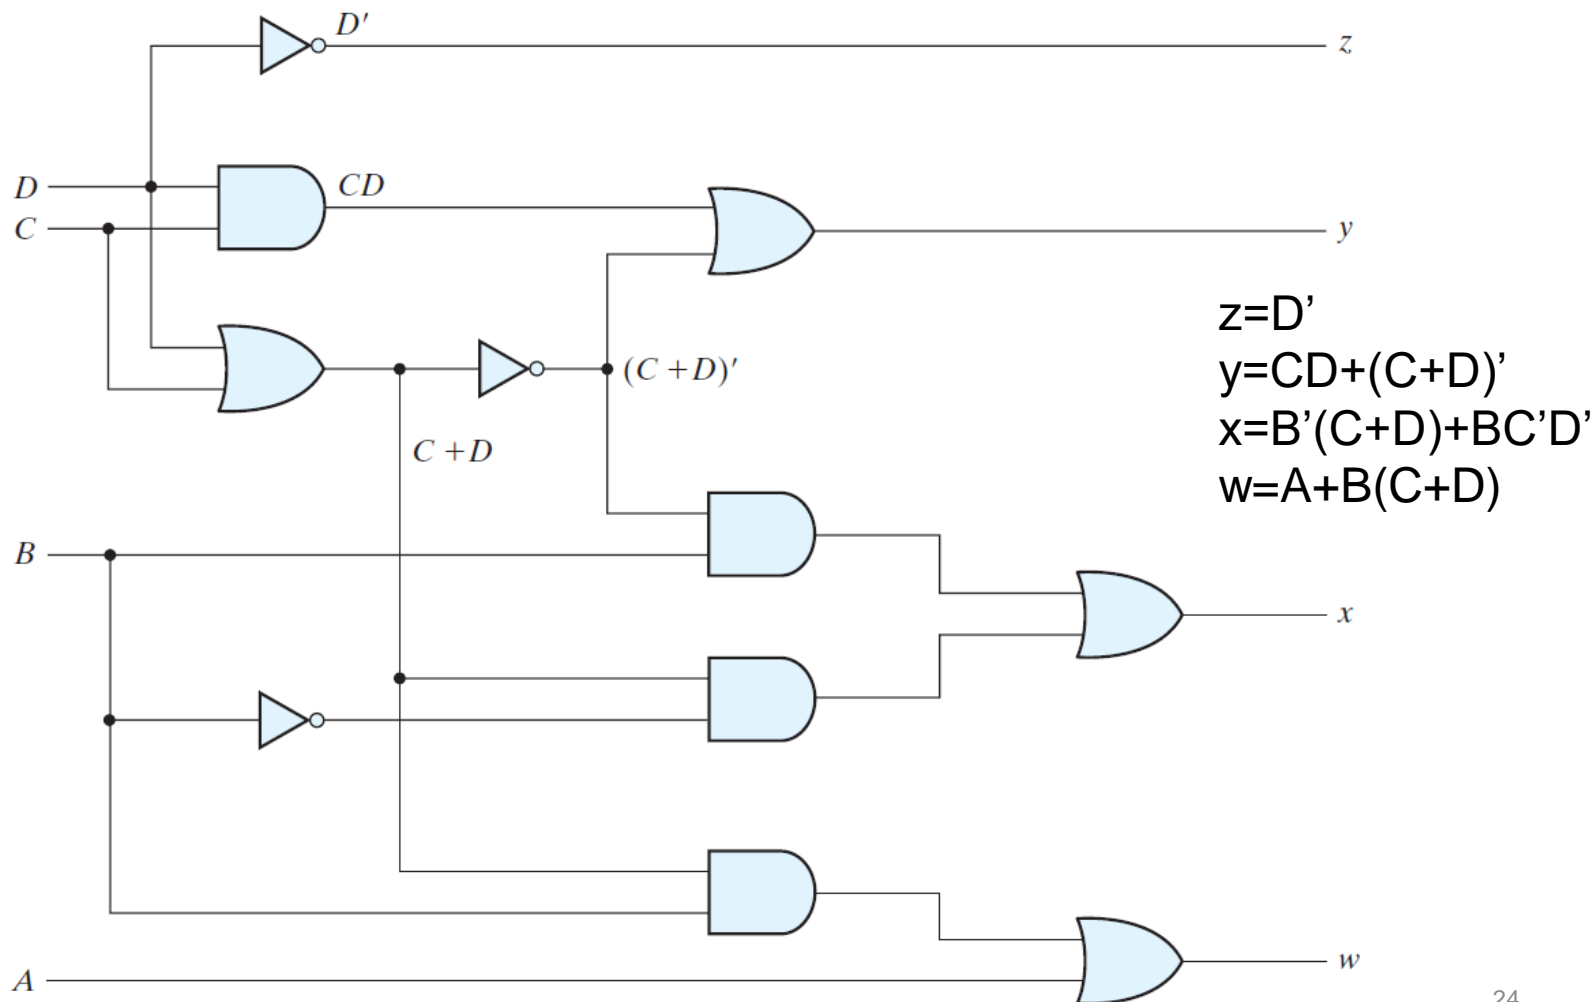 D′
z
D
CD
C
y
z=D’
y=CD+(C+D)’
(C +D)′
x=B’(C+D)+BC’D’
C +D
w=A+B(C+D)
B
x
w
A
24